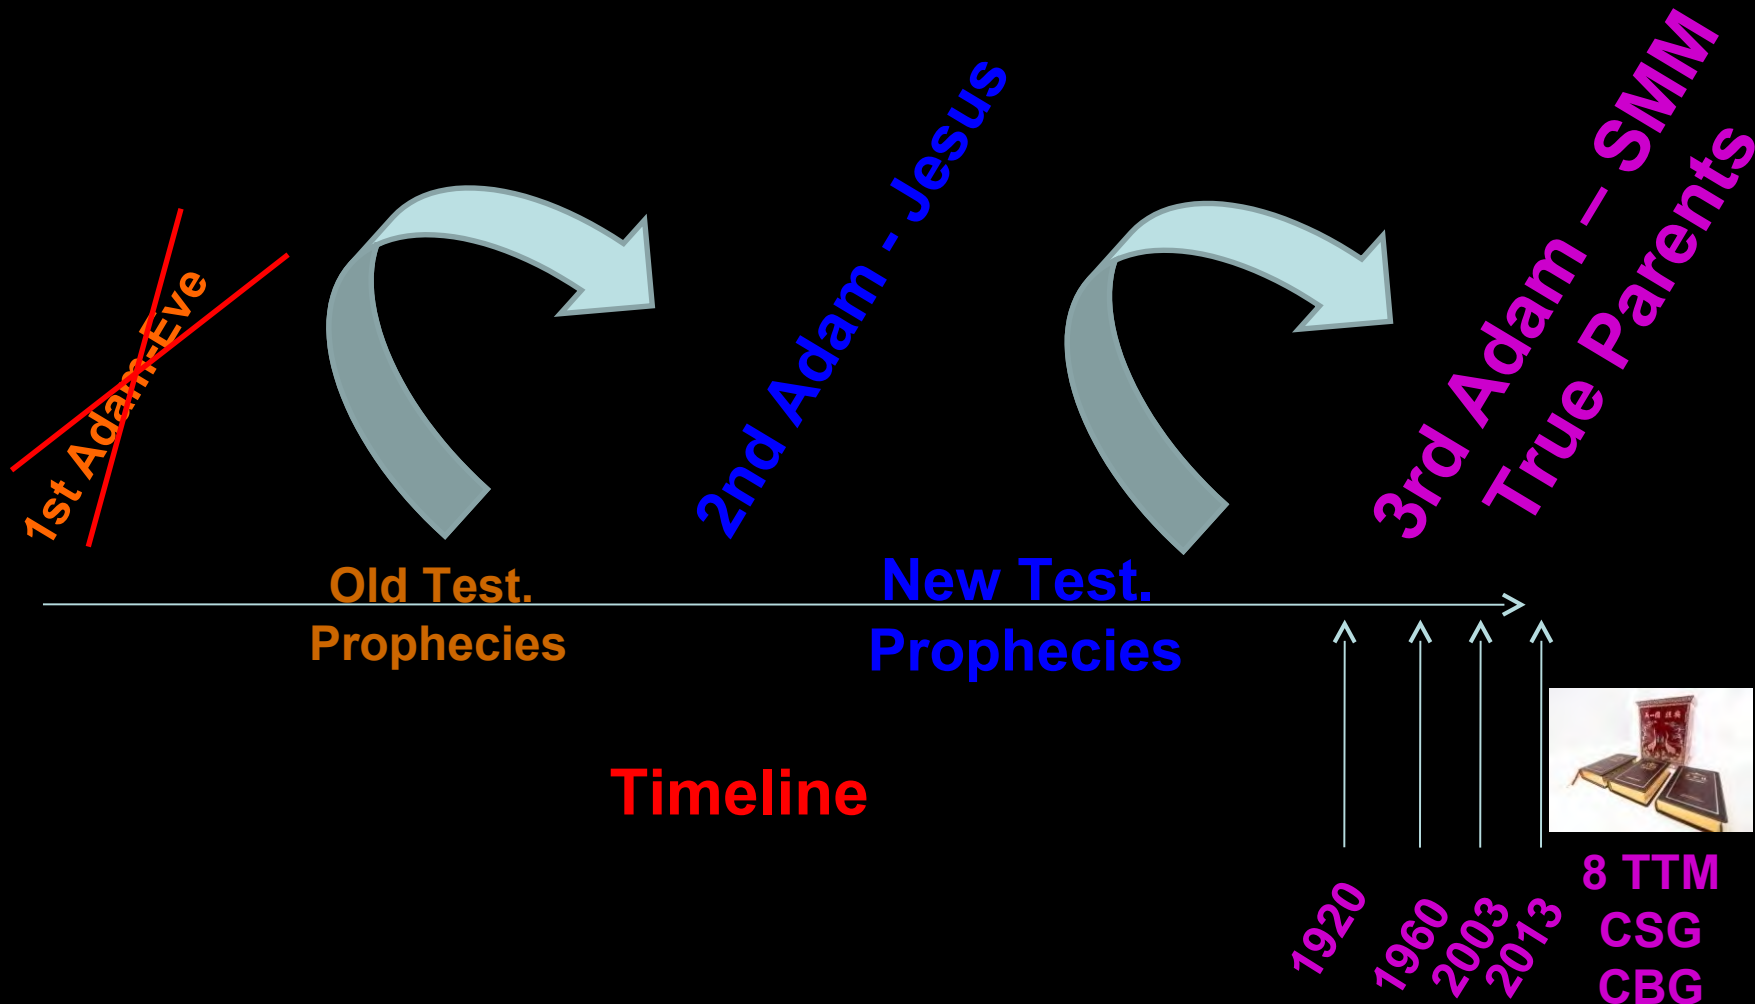 1st Adam-Eve
2nd Adam - Jesus
3rd Adam – SMM
True Parents
Old Test.
Prophecies
New Test.
Prophecies
Timeline
1920
1960
2003
2013
8 TTM
CSG
CBG